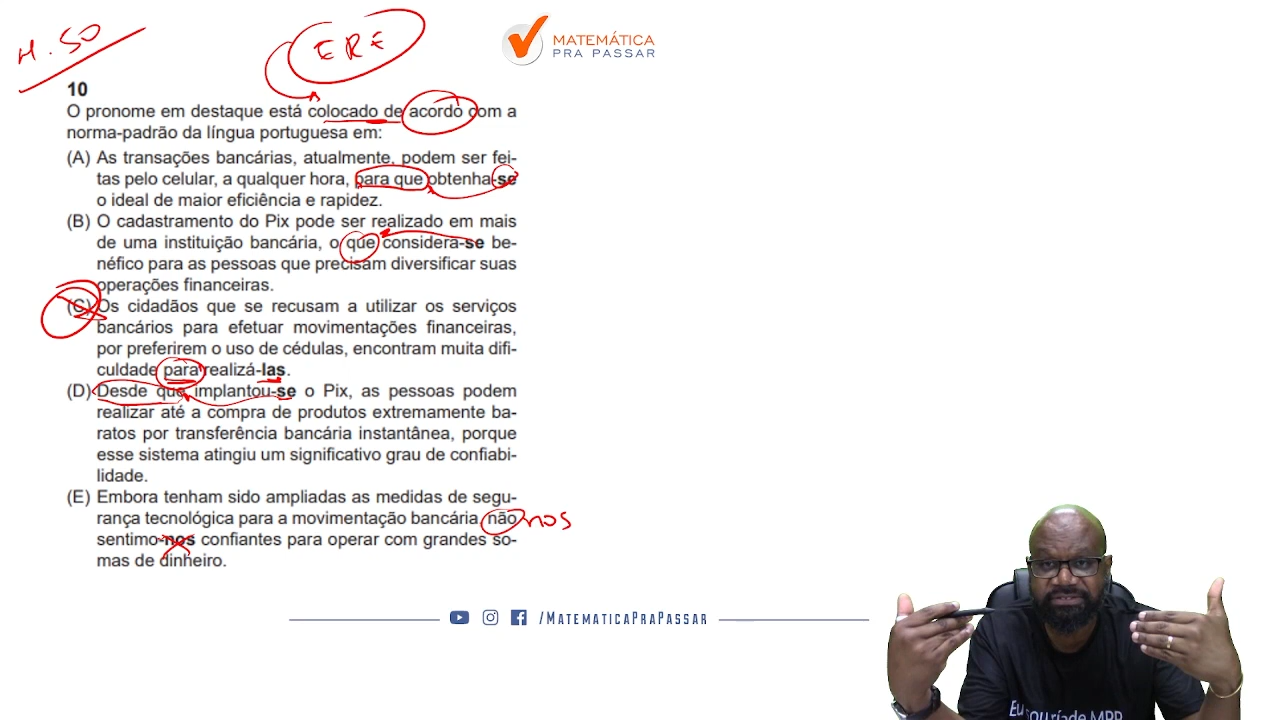 H.50
ERE
MATEMÁTICA
PRA PASSAR
10
O pronome em destaque está colocado de acordo com a
norma-padrão da língua portuguesa em:
(A) As transações bancárias, atualmente, podem ser fei-
tas pelo celular, a qualquer hora, para que obtenha-se
o ideal de maior eficiência e rapidez.
(B) O cadastramento do Pix pode ser realizado em mais
de uma instituição bancária, o que considera-se be-
néfico para as pessoas que precisam diversificar suas
operações financeiras.
(C) Os cidadãos que se recusam a utilizar os serviços
bancários para efetuar movimentações financeiras,
por preferirem o uso de cédulas, encontram muita difi-
culdade para realizá-las.
(D) Desde que implantou-se o Pix, as pessoas podem
realizar até a compra de produtos extremamente ba-
ratos por transferência bancária instantânea, porque
esse sistema atingiu um significativo grau de confiabi-
lidade.
(E) Embora tenham sido ampliadas as medidas de segu-
rança tecnológica para a movimentação bancária, não nos
sentimo-nos confiantes para operar com grandes so-
mas de dinheiro.
/MATEMATICAPRAPASSAR